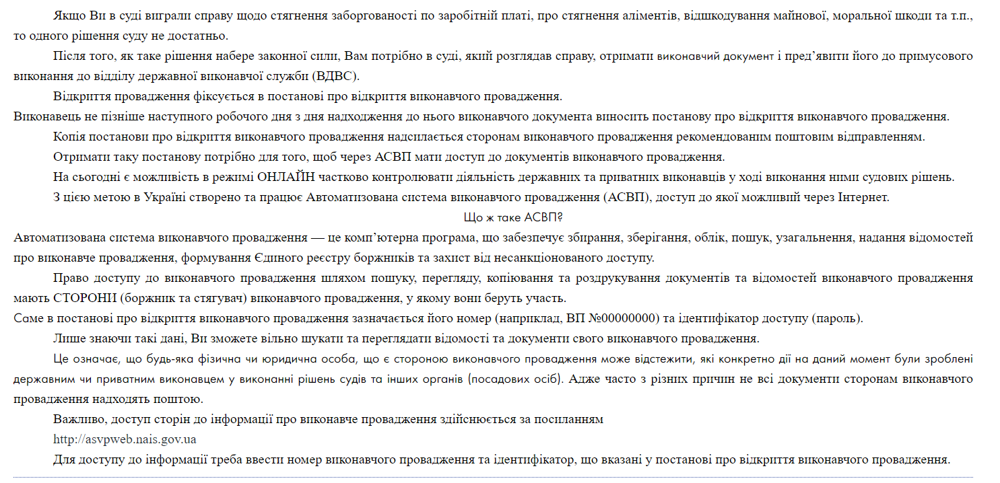 Якщо Ви в суді виграли справу щодо стягнення заборгованості по заробітній платі, про стягнення аліментів, відшкодування майнової, моральної шкоди та т.п.,
то одного рішення суду не достатньо.
Після того, як таке рішення набере законної сили, Вам потрібно в суді, який розглядав справу, отримати виконавчий документ і пред’явити його до примусового
виконання до відділу державної виконавчої служби (ВДВС).
Відкриття провадження фіксується в постанові про відкриття виконавчого провадження.
Виконавець не пізніше наступного робочого дня з дня надходження до нього виконавчого документа виносить постанову про відкриття виконавчого провадження.
Копія постанови про відкриття виконавчого провадження надсилається сторонам виконавчого провадження рекомендованим поштовим відправленням.
Отримати таку постанову потрібно для того, щоб через АСВП мати доступ до документів виконавчого провадження.
На сьогодні є можливість в режимі ОНЛАЙН частково контролювати діяльність державних та приватних виконавців у ході виконання ними судових рішень.
З цією метою в Україні створено та працює Автоматизована система виконавчого провадження (АСВП), доступ до якої можливий через Інтернет.
Що ж таке АСВП?
Автоматизована система виконавчого провадження — це комп’ютерна програма, що забезпечує збирання, зберігання, облік, пошук, узагальнення, надання відомостей
про виконавче провадження, формування Єдиного реєстру боржників та захист від несанкціонованого доступу.
Право доступу до виконавчого провадження шляхом пошуку, перегляду, копіювання та роздрукування документів та відомостей виконавчого провадження
мають СТОРОНИ (боржник та стягувач) виконавчого провадження, у якому вони беруть участь.
Саме в постанові про відкриття виконавчого провадження зазначається його номер (наприклад, ВП №00000000) та ідентифікатор доступу (пароль).
Лише знаючи такі дані, Ви зможете вільно шукати та переглядати відомості та документи свого виконавчого провадження.
Це означає, що будь-яка фізична чи юридична особа, що є стороною виконавчого провадження може відстежити, які конкретно дії на даний момент були зроблені
державним чи приватним виконавцем у виконанні рішень судів та інших органів (посадових осіб). Адже часто з різних причин не всі документи сторонам виконавчого
провадження надходять поштою.
Важливо, доступ сторін до інформації про виконавче провадження здійснюється за посиланням
http://asvpweb.nais.gov.ua
Для доступу до інформації треба ввести номер виконавчого провадження та ідентифікатор, що вказані у постанові про відкриття виконавчого провадження.